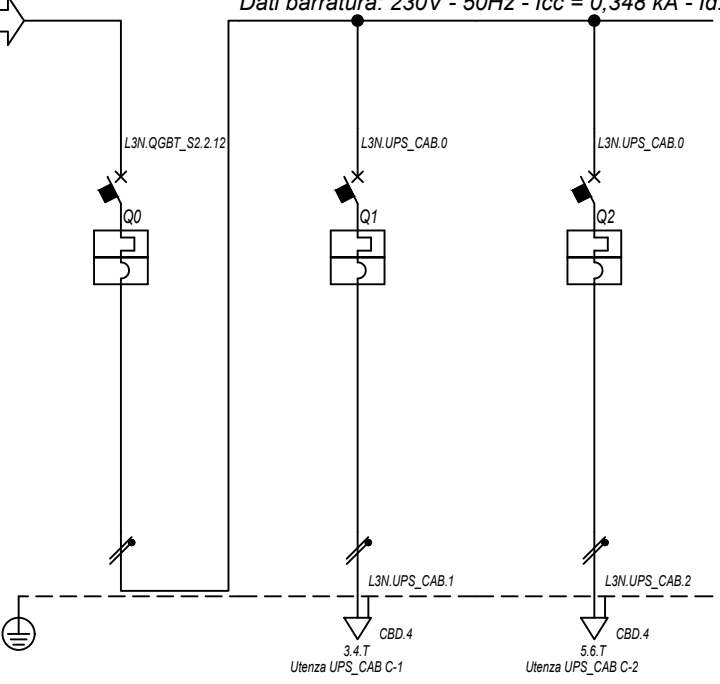 Dati barratura: 230V - 50Hz - Icc = 0,348 kA -
L3N.QGBT_S2.2.12
L3N.UPS_CAB.0
L3N.UPS_CAB.0
Q0
Q1
Q2
L3N.UPS_CAB.1
L3N.UPS_CAB.2
CBD.4
CBD.4
3.4.T
5.6.T
Utenza UPS_CAB C-1
Utenza UPS_CAB C-2